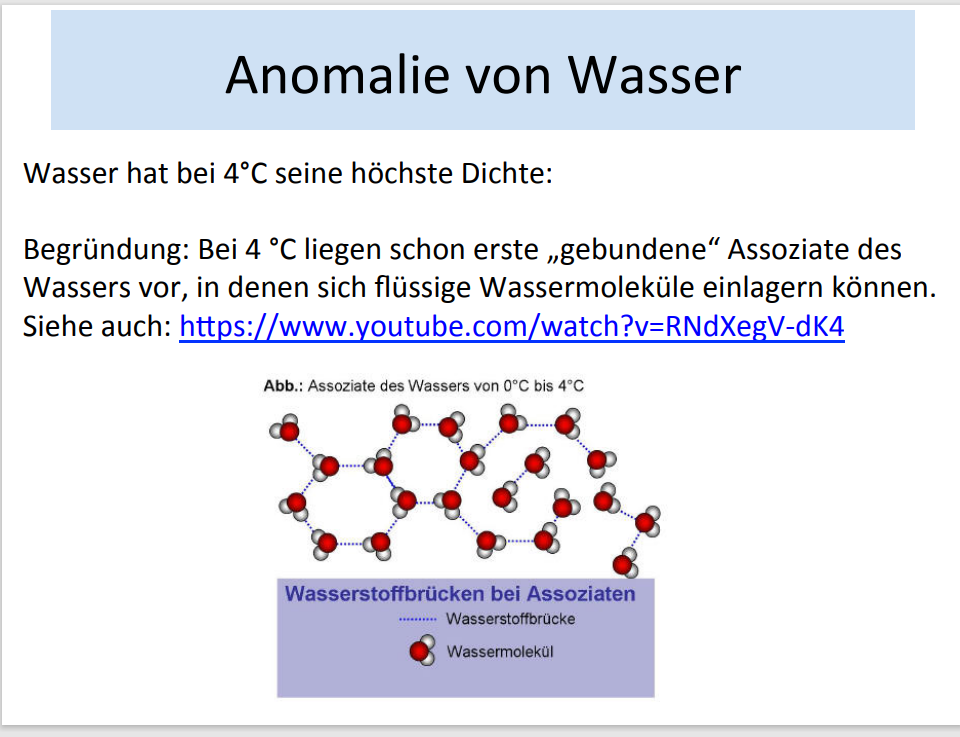 Anomalie von Wasser
Wasser hat bei 4°C seine höchste Dichte:
Begründung: Bei 4 °C liegen schon erste „gebundene“ Assoziate des
Wassers vor, in denen sich flüssige Wassermoleküle einlagern können.
Siehe auch: https://www.youtube.com/watch?v=RNdXegV-dK4
Abb.: Assoziate des Wassers von 0°C bis 4°C
Wasserstoffbrücken bei Assoziaten
Wasserstoffbrücke
Wassermolekül